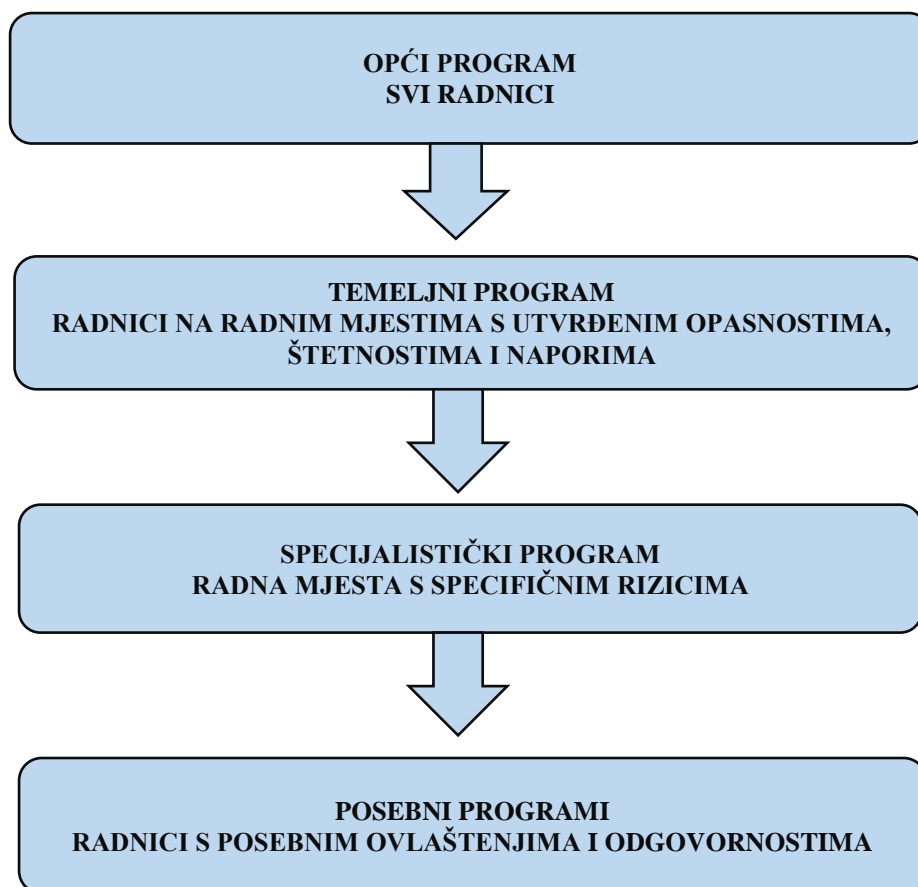 OPĆI PROGRAM
SVI RADNICI
TEMELJNI PROGRAM
RADNICI NA RADNIM MJESTIMA S UTVRĐENIM OPASNOSTIMA,
ŠTETNOSTIMA I NAPORIMA
SPECIJALISTIČKI PROGRAM
RADNA MJESTA S SPECIFIČNIM RIZICIMA
POSEBNI PROGRAMI
RADNICI S POSEBNIM OVLAŠTENJIMA I ODGOVORNOSTIMA